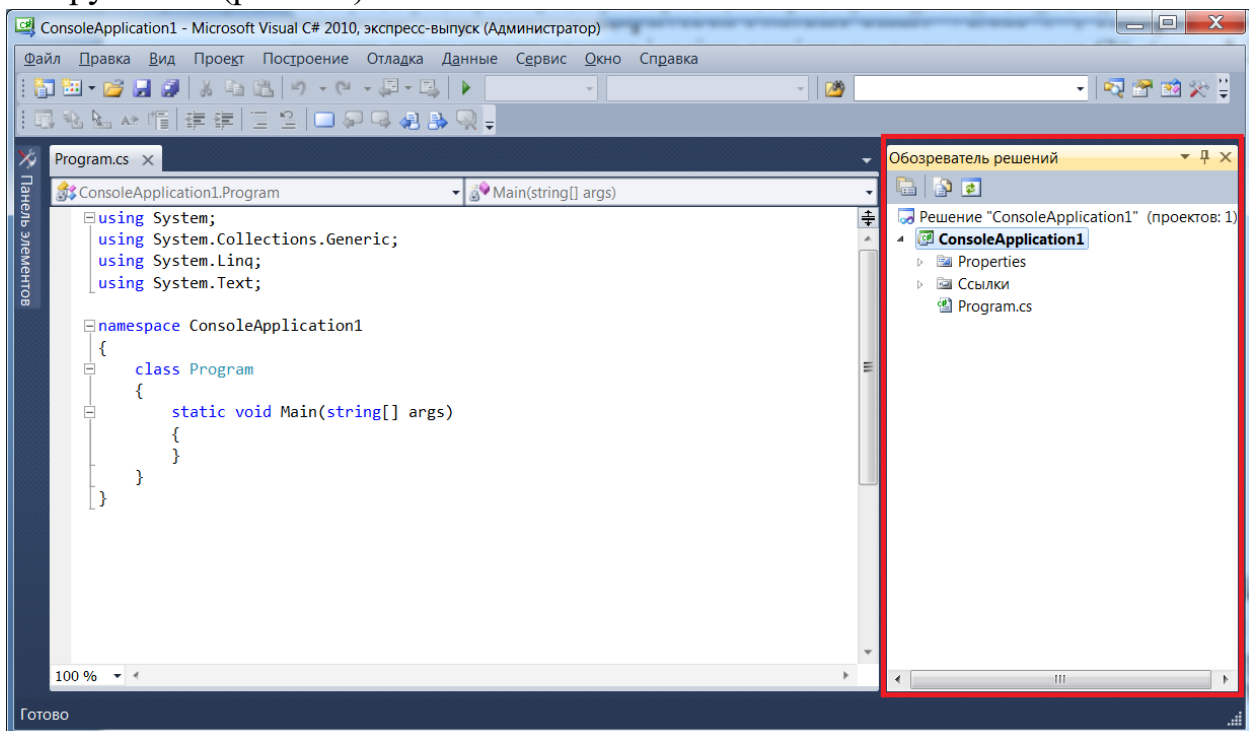 ConsoleApplication1 - Microsoft Visual C# 2010, экспресс-выпуск (Администратор)
Файл Правка Вид Проект Построение Отладка Данные Сервис Окно Справка
Панель элементов
Program.cs
ConsoleApplication1.Program
Main(string[] args)
using System;
using System.Collections.Generic;
using System.Linq;
using System.Text;
namespace ConsoleApplication1
{
class Program
{
static void Main(string[] args)
{
}
}
}
100 %
Обозреватель решений
Решение "ConsoleApplication1" (проектов: 1)
ConsoleApplication1
Properties
Ссылки
Program.cs
Готово